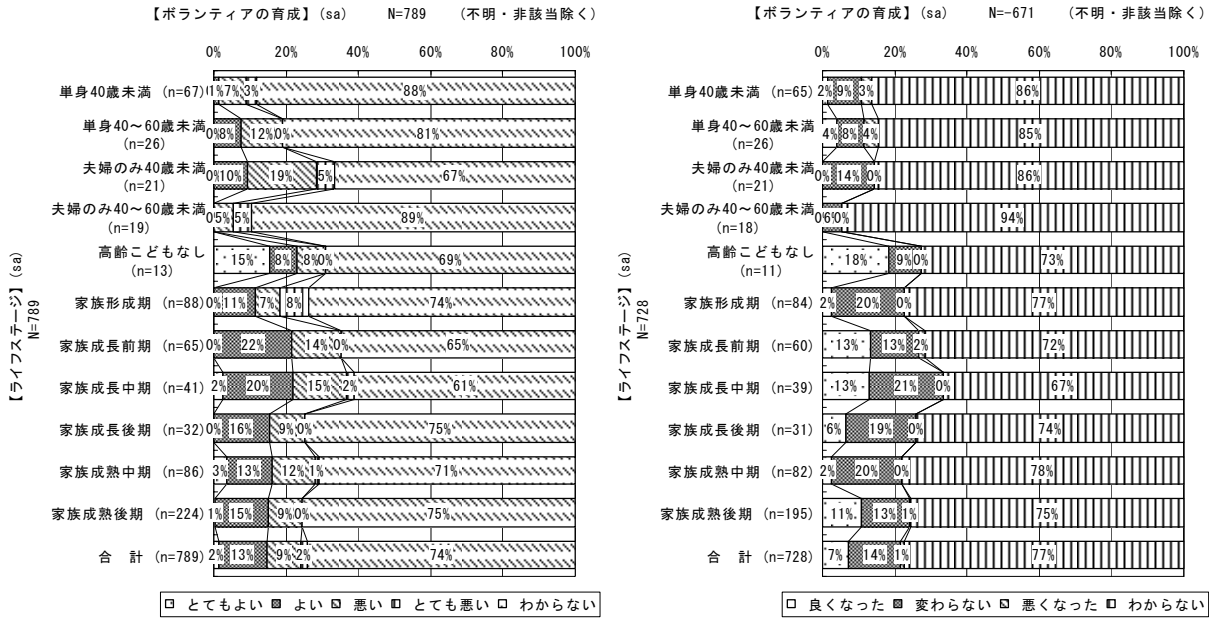 【ボランティアの育成】(sa) N=789 (不明・非該当除く)
0% 20% 40% 60% 80% 100%
【ライフステージ】(sa)
N=789
単身40歳未満 (n=67) 1% 7% 3% 88%
単身40～60歳未満
(n=26) 0% 8% 12% 0% 81%
夫婦のみ40歳未満
(n=21) 0% 10% 19% 5% 67%
夫婦のみ40～60歳未満
(n=19) 0% 5% 5% 89%
高齢こどもなし
(n=13) 15% 8% 8% 0% 69%
家族形成期 (n=88) 0% 11% 7% 8% 74%
家族成長前期 (n=65) 0% 22% 14% 0% 65%
家族成長中期 (n=41) 2% 20% 15% 2% 61%
家族成長後期 (n=32) 0% 16% 9% 0% 75%
家族成熟中期 (n=86) 3% 13% 12% 1% 71%
家族成熟後期 (n=224) 1% 15% 9% 0% 75%
合 計 (n=789) 2% 13% 9% 2% 74%
とてもよい よい 悪い とても悪い わからない
【ボランティアの育成】(sa) N=-671 (不明・非該当除く)
0% 20% 40% 60% 80% 100%
【ライフステージ】(sa)
N=728
単身40歳未満 (n=65) 2% 9% 3% 86%
単身40～60歳未満
(n=26) 4% 8% 4% 85%
夫婦のみ40歳未満
(n=21) 0% 14% 0% 86%
夫婦のみ40～60歳未満
(n=18) 0% 6% 0% 94%
高齢こどもなし
(n=11) 18% 9% 0% 73%
家族形成期 (n=84) 2% 20% 0% 77%
家族成長前期 (n=60) 13% 13% 2% 72%
家族成長中期 (n=39) 13% 21% 0% 67%
家族成長後期 (n=31) 6% 19% 0% 74%
家族成熟中期 (n=82) 2% 20% 0% 78%
家族成熟後期 (n=195) 11% 13% 1% 75%
合 計 (n=728) 7% 14% 1% 77%
良くなった 変わらない 悪くなった わからない